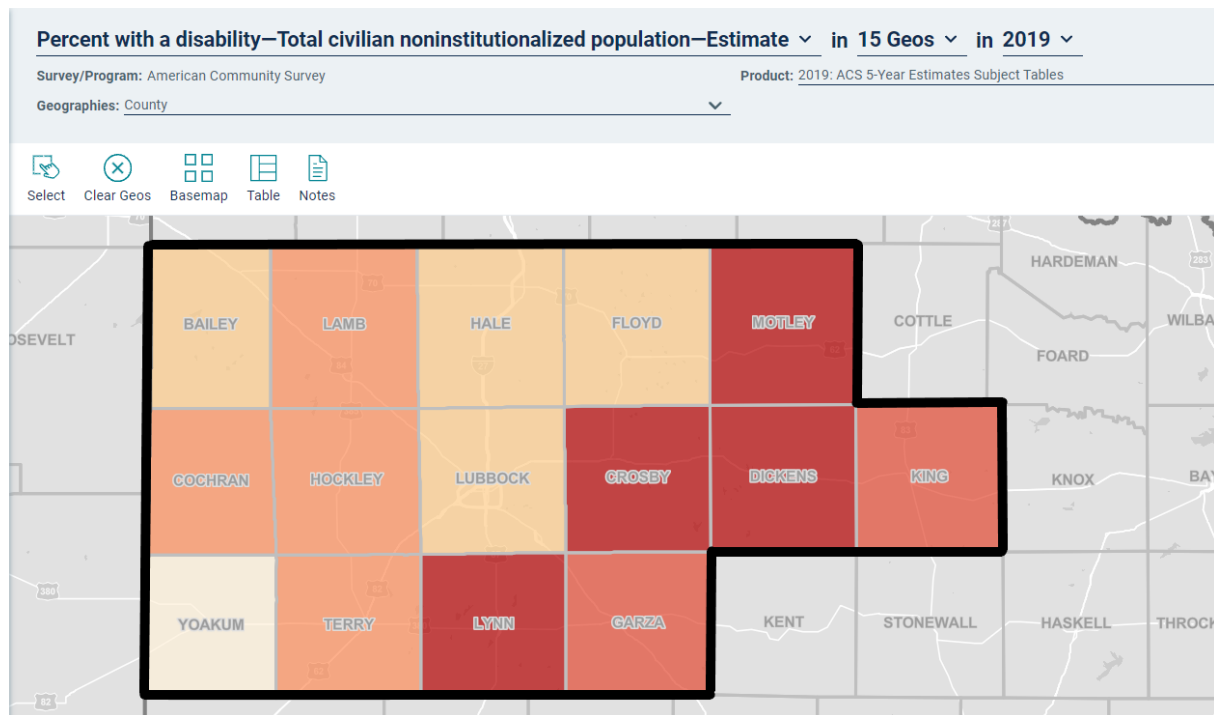 Percent with a disability—Total civilian noninstitutionalized population—Estimate in 15 Geos in 2019
Survey/Program: American Community Survey Product: 2019: ACS 5-Year Estimates Subject Tables
Geographies: County
Select Clear Geos Basemap Table Notes
HARDEMAN
283
BAILEY LAMB HALE FLOYD MOTLEY COTTLE WILBA
OSEVELT
FOARD
COCHRAN HOCKLEY LUBBOCK CROSBY DICKENS KING KNOX BAY
380
YOAKUM TERRY LYNN GARZA KENT STONEWALL HASKELL THROCK
82